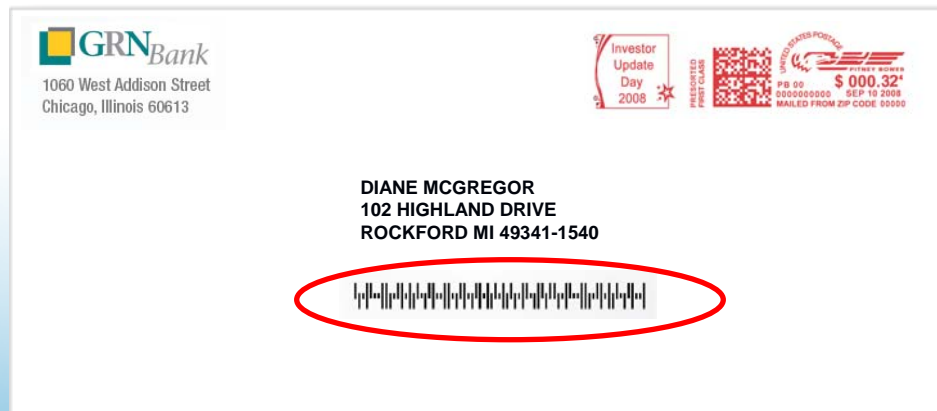 GRNBank
1060 West Addison Street
Chicago, Illinois 60613
Investor
Update
Day
2008
PRESORTED
FIRST CLASS
UNITED STATES POSTAGE
PITNEY BOWES
PB 00
$ 000.32⁴
0000000000
SEP 10 2008
MAILED FROM ZIP CODE 00000
DIANE MCGREGOR
102 HIGHLAND DRIVE
ROCKFORD MI 49341-1540